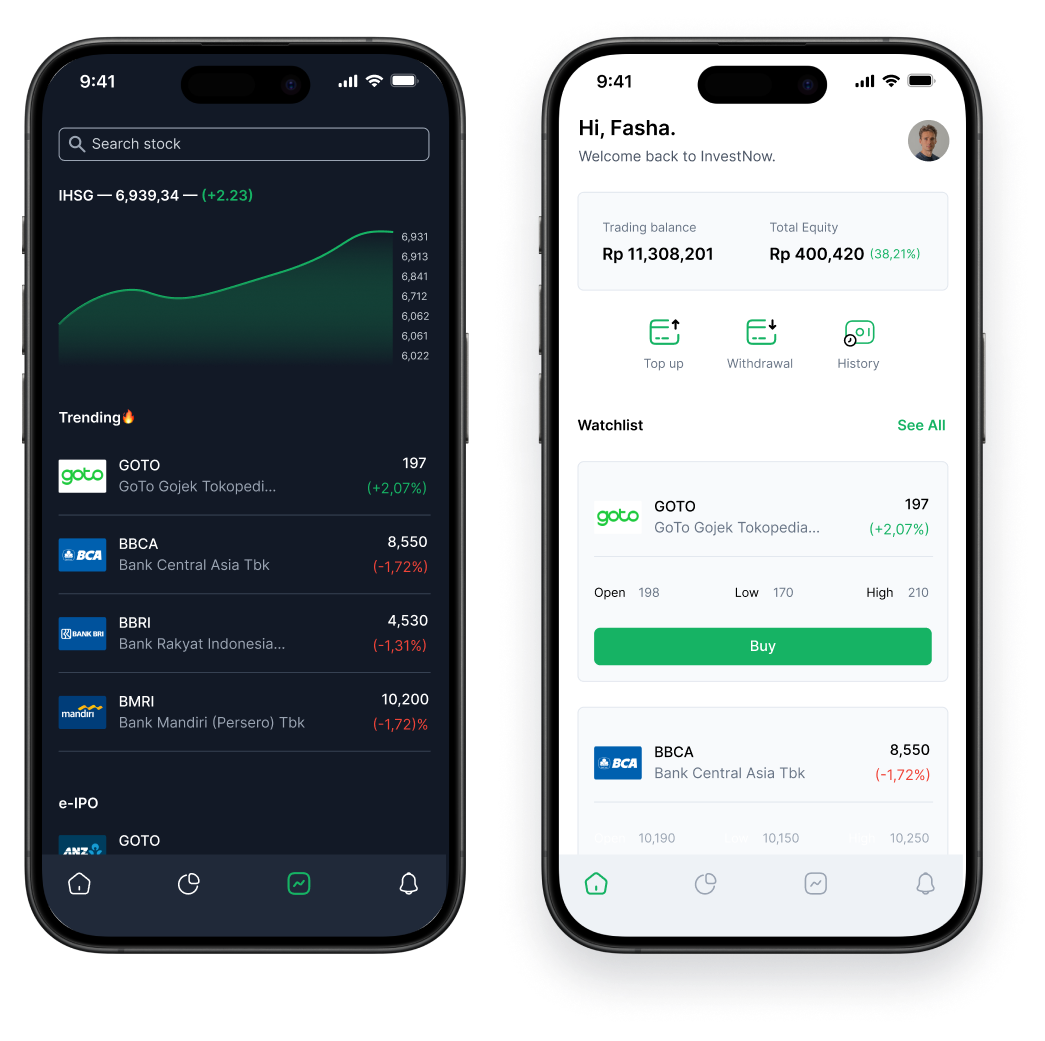 9:41
Search stock
IHSG — 6,939,34 — (+2.23)
6,931
6,913
6,841
6,712
6,062
6,061
6,022
Trending🔥
goto
GOTO
197
GoTo Gojek Tokopedi...
(+2,07%)
BCA
BBCA
8,550
Bank Central Asia Tbk
(-1,72%)
BANK BRI
BBRI
4,530
Bank Rakyat Indonesia...
(-1,31%)
mandiri
BMRI
10,200
Bank Mandiri (Persero) Tbk
(-1,72)%
e-IPO
ANZ
GOTO
9:41
Hi, Fasha.
Welcome back to InvestNow.
Trading balance
Total Equity
Rp 11,308,201
Rp 400,420 (38,21%)
Top up
Withdrawal
History
Watchlist
See All
goto
GOTO
197
GoTo Gojek Tokopedia...
(+2,07%)
Open 198
Low 170
High 210
Buy
BCA
BBCA
8,550
Bank Central Asia Tbk
(-1,72%)
10,190
10,150
10,250